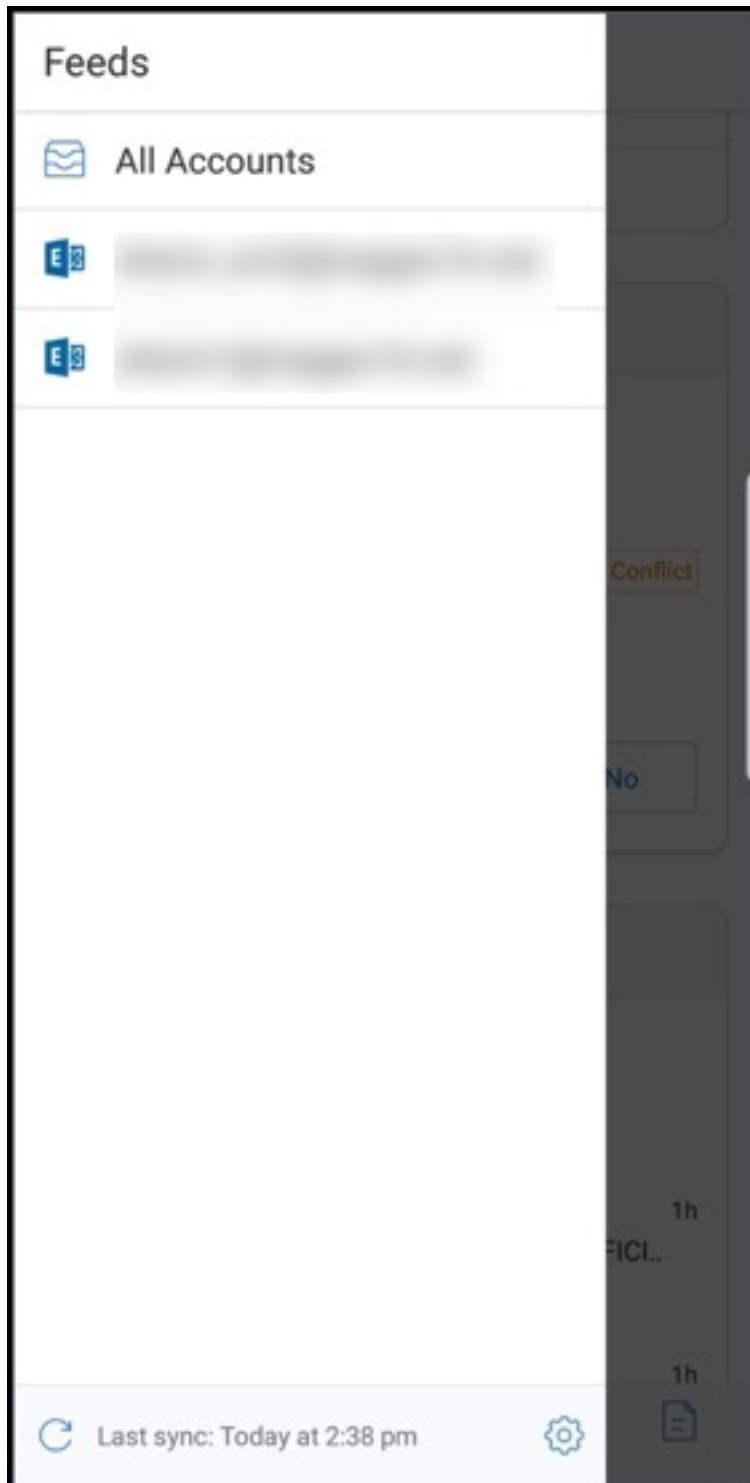 Feeds
All Accounts
E
E
Conflict
No
1h
FICI..
1h
Last sync: Today at 2:38 pm